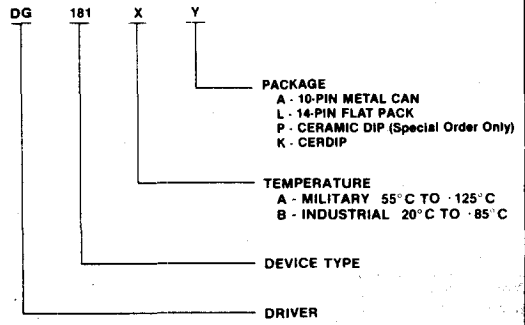 DG 181 X Y
PACKAGE
A - 10-PIN METAL CAN
L - 14-PIN FLAT PACK
P - CERAMIC DIP (Special Order Only)
K - CERDIP
TEMPERATURE
A - MILITARY 55°C TO ·125°C
B - INDUSTRIAL 20°C TO ·85°C
DEVICE TYPE
DRIVER